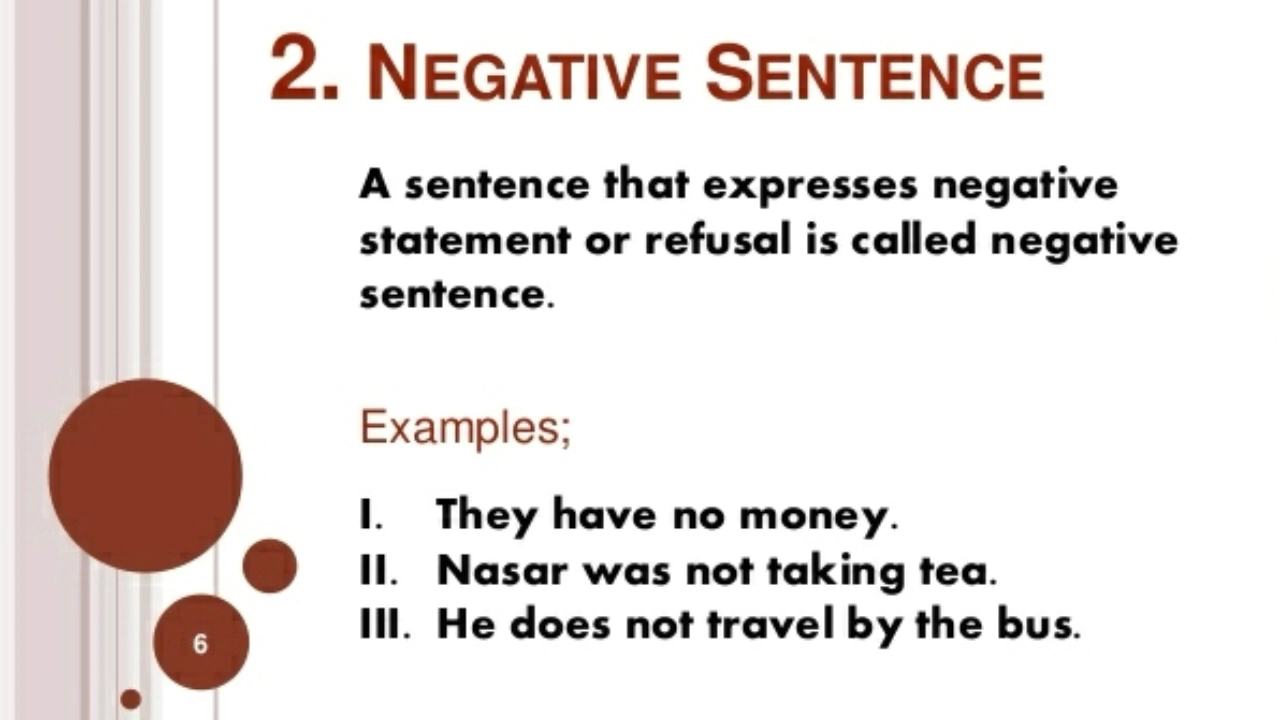 2. NEGATIVE SENTENCE
A sentence that expresses negative
statement or refusal is called negative
sentence.
Examples;
I. They have no money.
II. Nasar was not taking tea.
III. He does not travel by the bus.
6